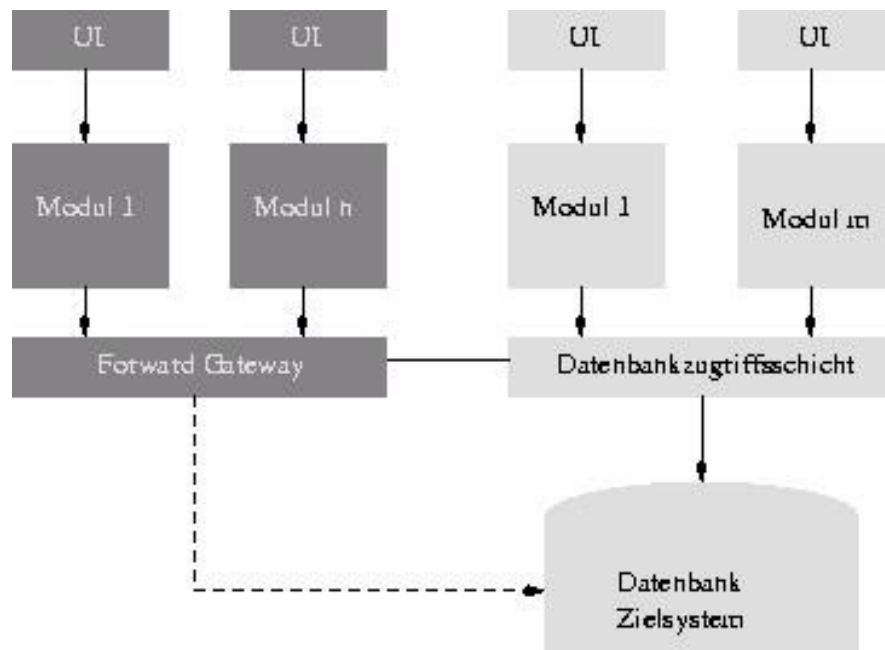 UI
UI
UI
UI
Modul 1
Modul n
Modul 1
Modul m
Forward Gateway
Datenbankzugriffsschicht
Datenbank
Zielsystem